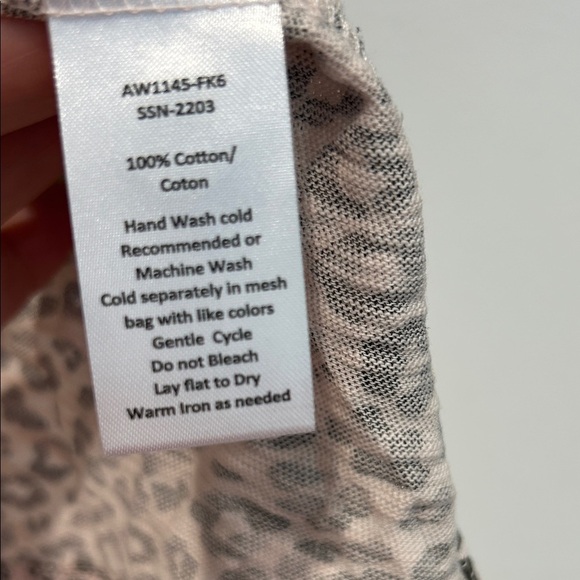 AW1145-FK6
SSN-2203
100% Cotton/
Coton
Hand Wash cold
Recommended or
Machine Wash
Cold separately in mesh
bag with like colors
Gentle Cycle
Do not Bleach
Lay flat to Dry
Warm Iron as needed